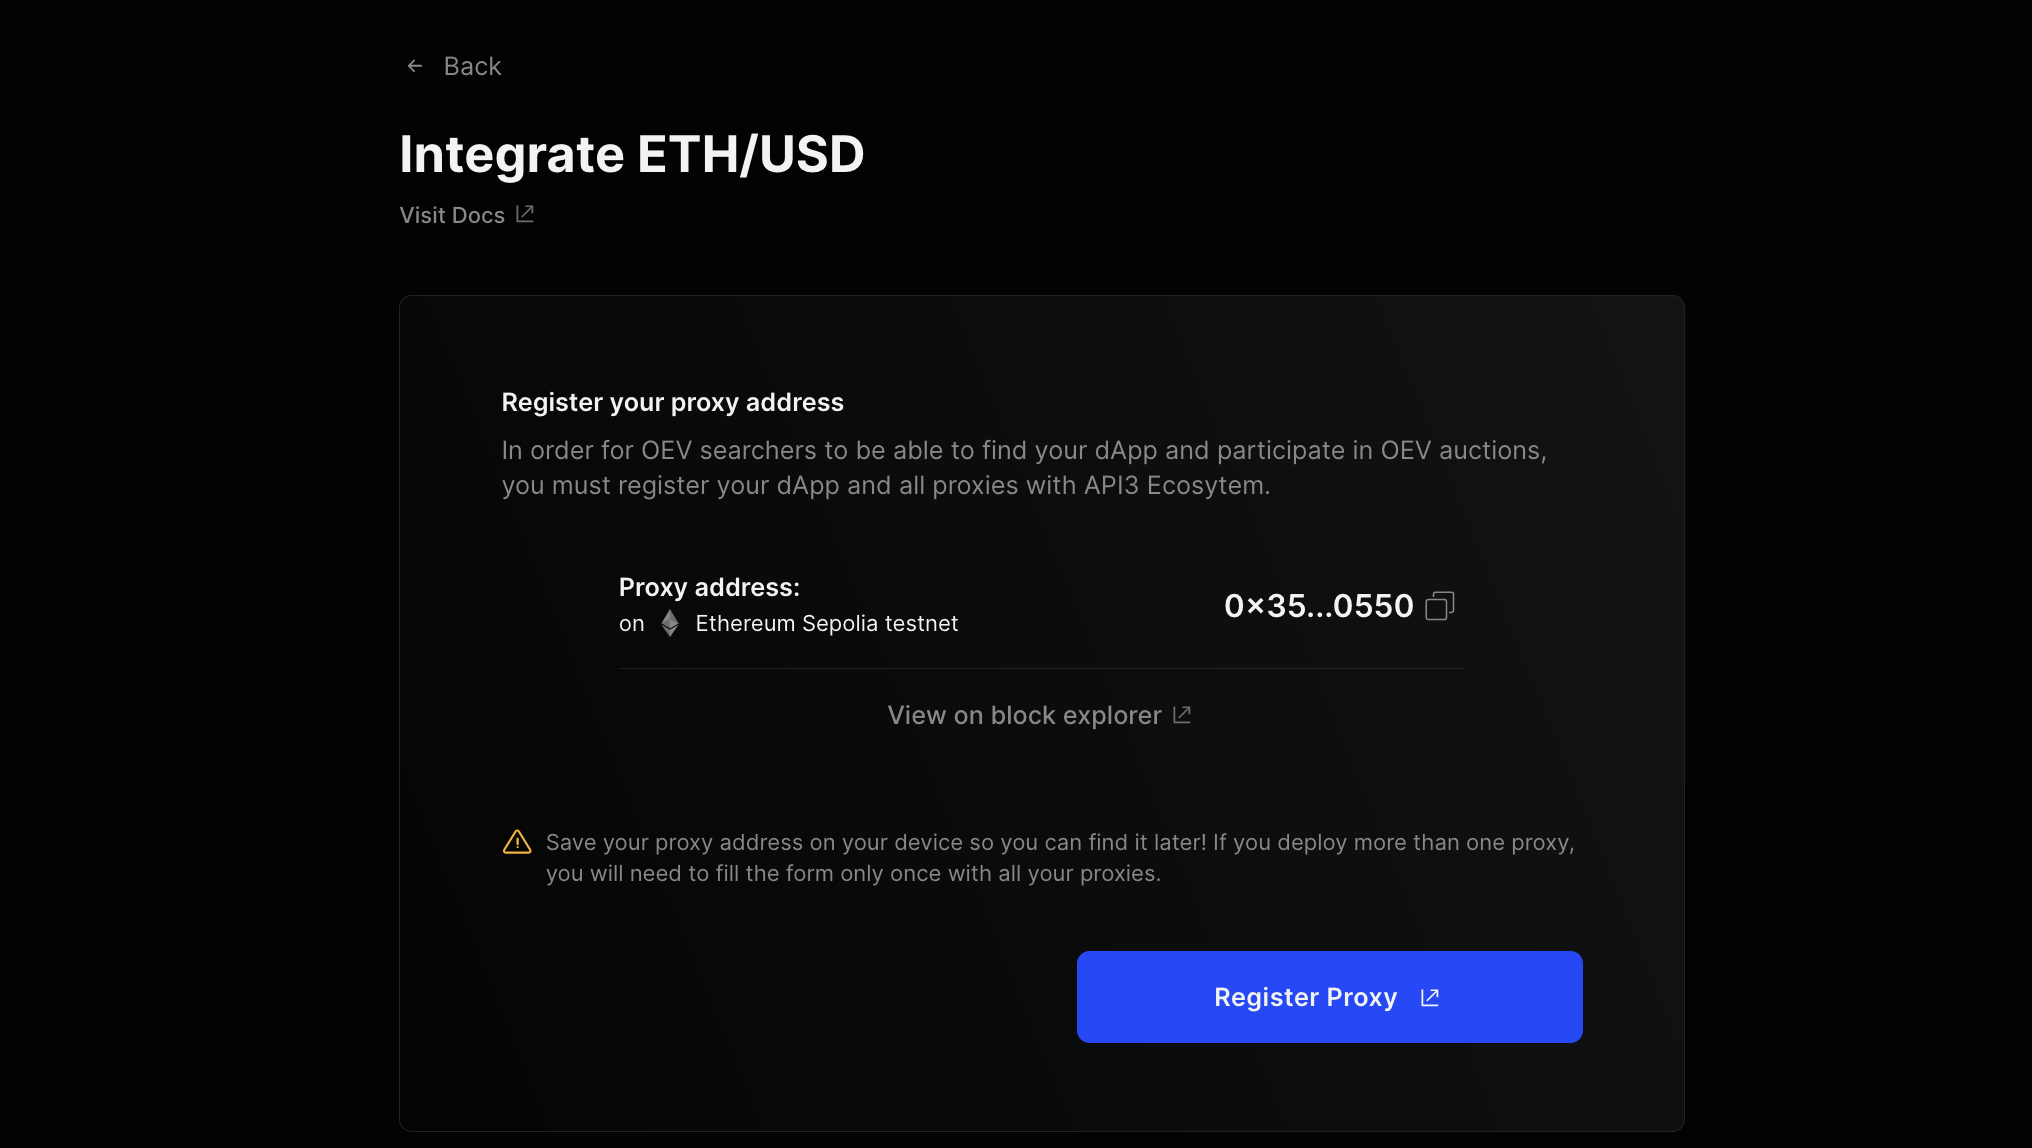 Back
Integrate ETH/USD
Visit Docs
Register your proxy address
In order for OEV searchers to be able to find your dApp and participate in OEV auctions,
you must register your dApp and all proxies with API3 Ecosytem.
Proxy address:
on Ethereum Sepolia testnet
0×35...0550
View on block explorer
Save your proxy address on your device so you can find it later! If you deploy more than one proxy,
you will need to fill the form only once with all your proxies.
Register Proxy